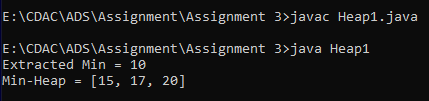 E:\CDAC\ADS\Assignment\Assignment 3>javac Heap1.java
E:\CDAC\ADS\Assignment\Assignment 3>java Heap1
Extracted Min = 10
Min-Heap = [15, 17, 20]